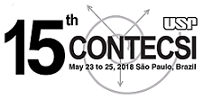 15th CONTECSI
USP
May 23 to 25, 2018 São Paulo, Brazil